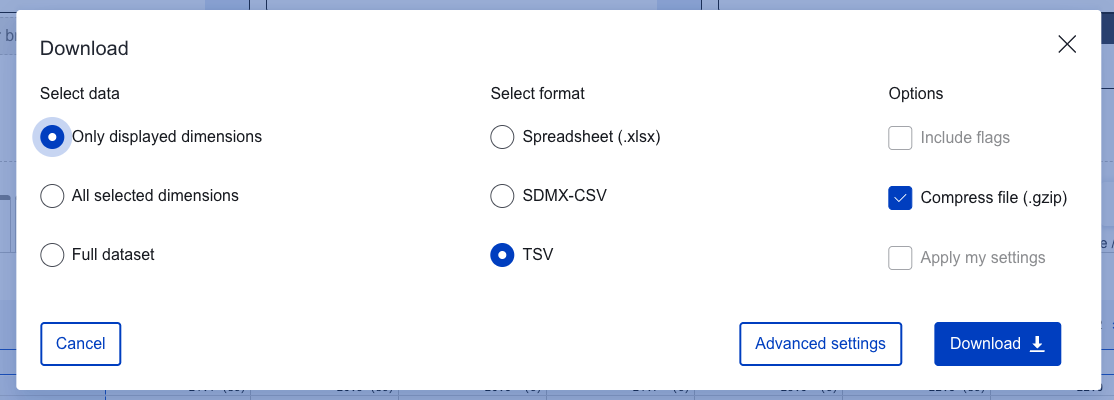 Download
Select data
Select format
Options
Only displayed dimensions
Spreadsheet (.xlsx)
Include flags
All selected dimensions
SDMX-CSV
Compress file (.gzip)
Full dataset
TSV
Apply my settings
Cancel
Advanced settings
Download